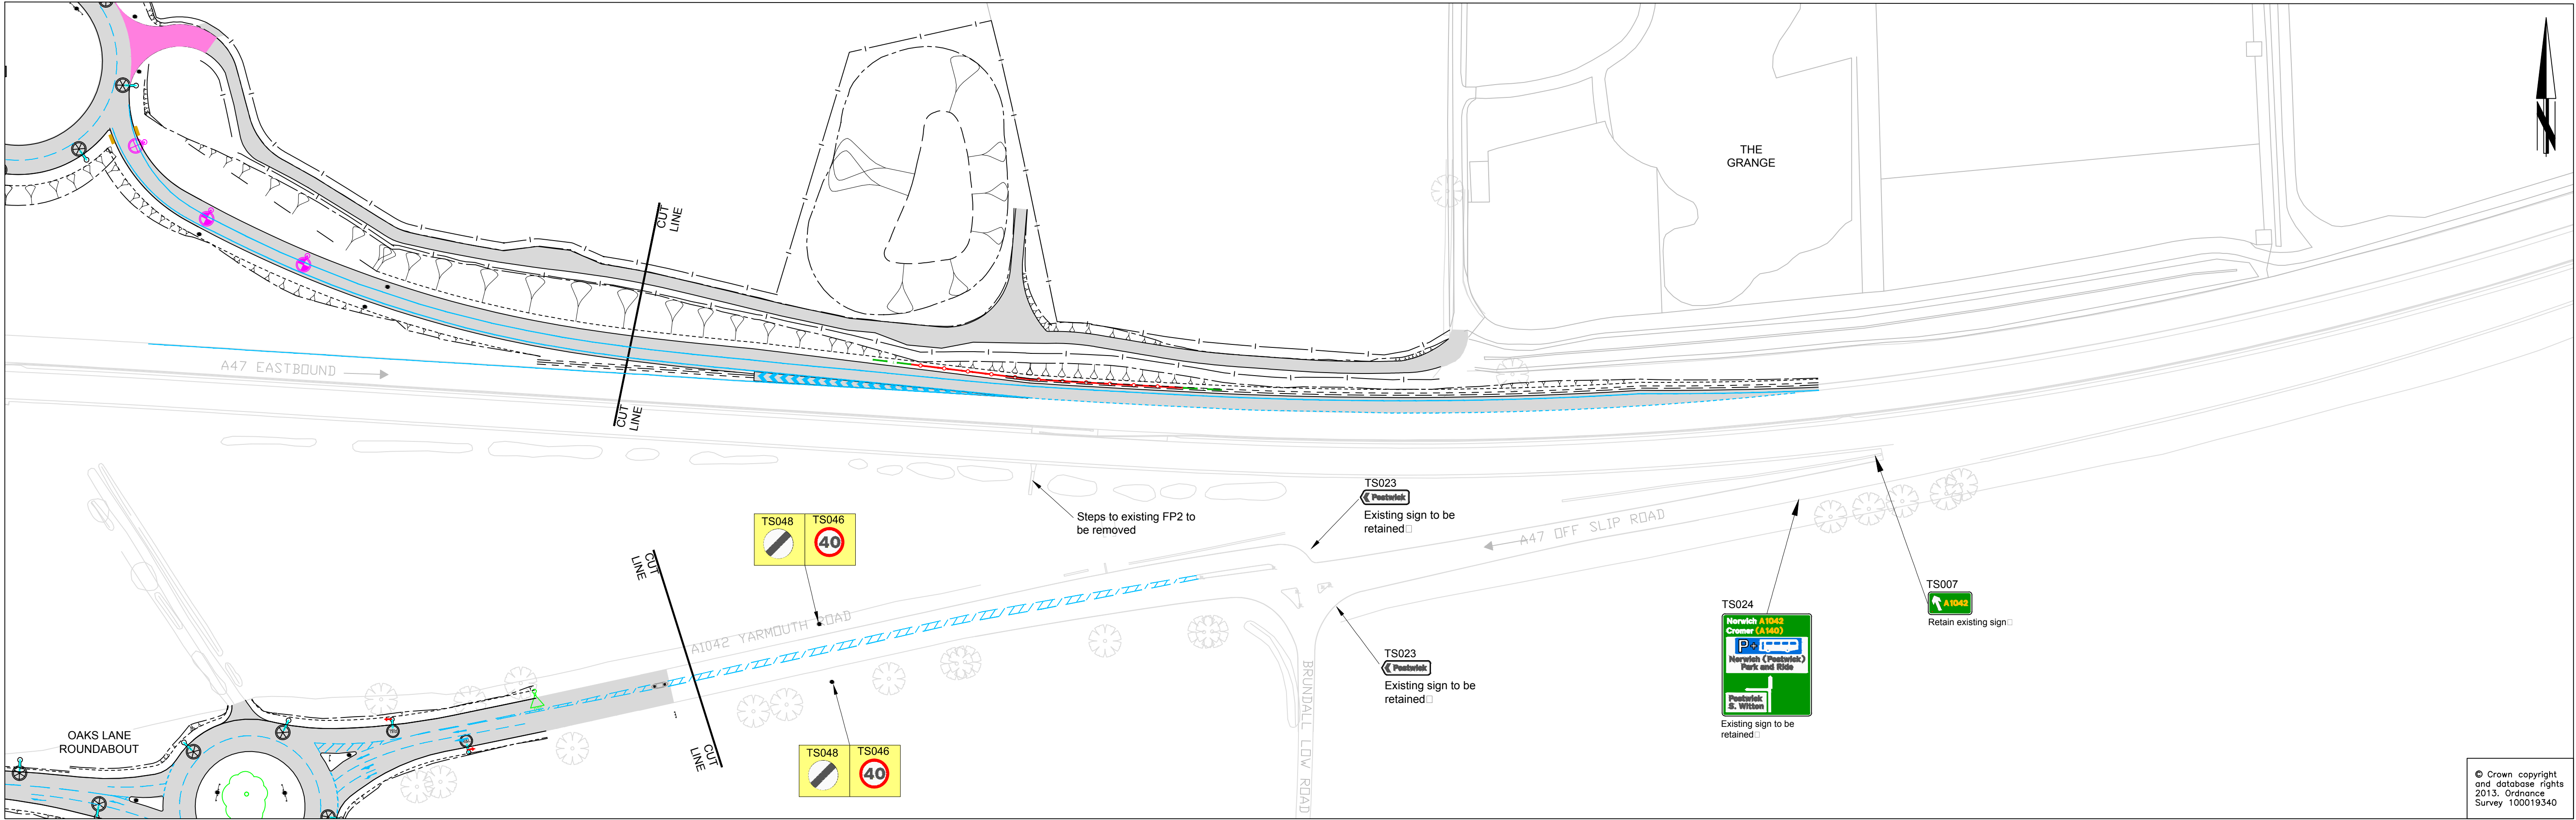 THE
GRANGE
CUT
LINE
CUT
LINE
A47 EASTBOUND
Steps to existing FP2 to
be removed
TS023
Postwick
Existing sign to be
retained
A47 OFF SLIP ROAD
TS048
TS046
40
CUT
LINE
A1042 YARMOUTH ROAD
TS023
Postwick
Existing sign to be
retained
TS007
A1042
Retain existing sign
TS024
Norwich A1042
Cromer (A140)
P+
Norwich (Postwick)
Park and Ride
Postwick
S. Witton
Existing sign to be
retained
BRUNDALL LOW ROAD
OAKS LANE
ROUNDABOUT
CUT
LINE
TS048
TS046
40
N
© Crown copyright
and database rights
2013. Ordnance
Survey 100019340